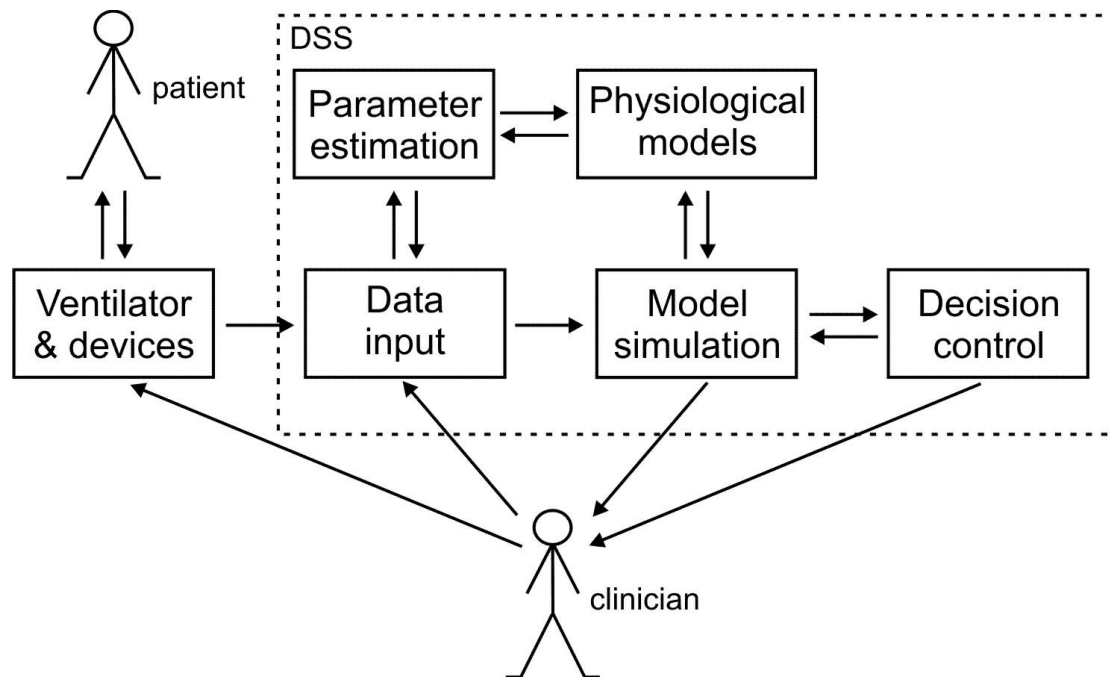 DSS
patient
Parameter
estimation
Physiological
models
Ventilator
& devices
Data
input
Model
simulation
Decision
control
clinician